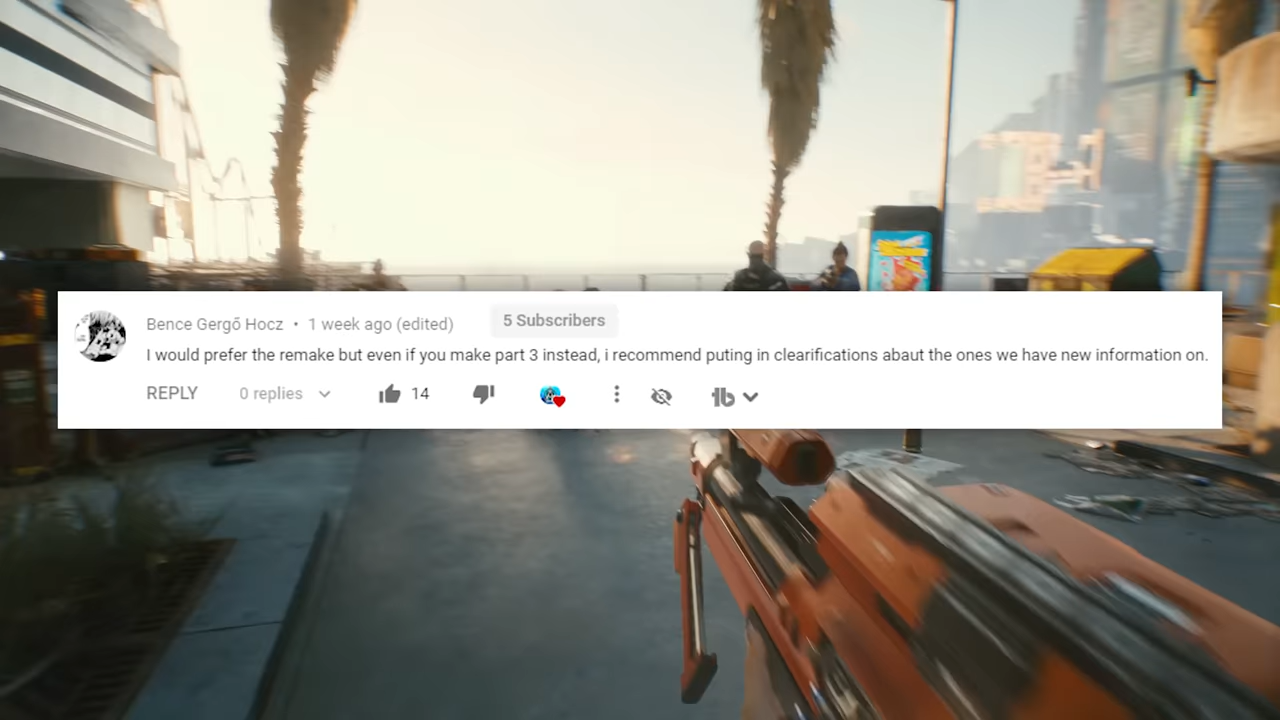 Bence Gergő Hocz • 1 week ago (edited) 5 Subscribers
I would prefer the remake but even if you make part 3 instead, i recommend puting in clearifications abaut the ones we have new information on.
REPLY 0 replies 14